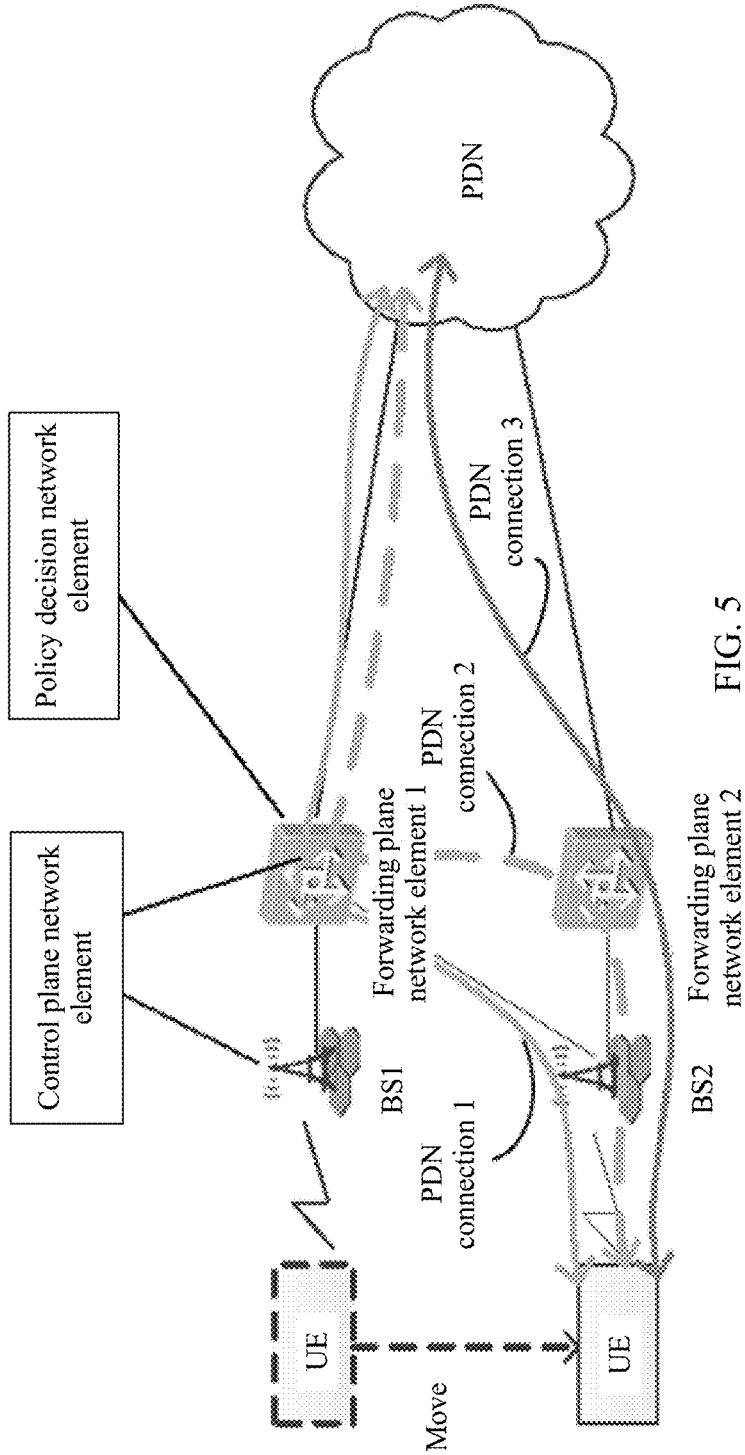 Control plane network
element
Policy decision network
element
UE
BS1
Forwarding plane
network element 1
PDN
Move
PDN
connection 1
PDN
connection 2
PDN
connection 3
UE
BS2
Forwarding plane
network element 2
FIG. 5